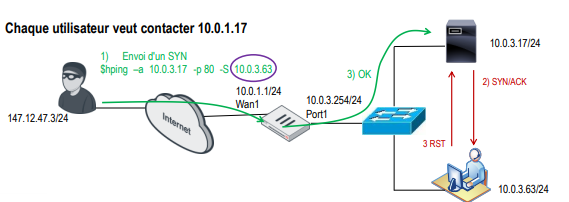 Chaque utilisateur veut contacter 10.0.1.17
1) Envoi d'un SYN
$hping –a 10.0.3.17 -p 80 -S 10.0.3.63
10.0.3.17/24
3) OK
2) SYN/ACK
10.0.1.1/24
Wan1
10.0.3.254/24
Port1
147.12.47.3/24
Internet
3 RST
10.0.3.63/24